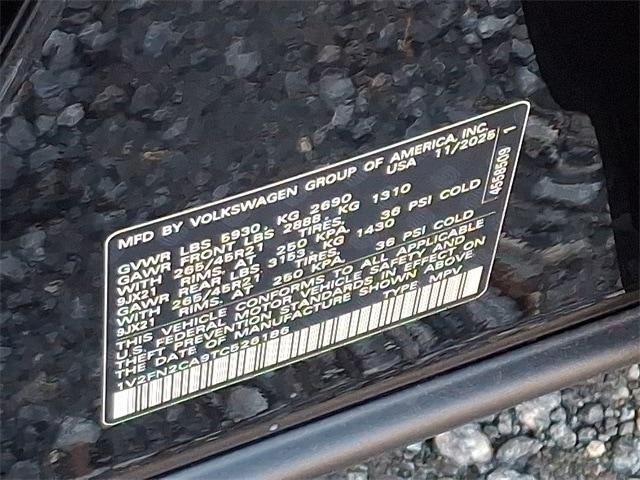 MFD BY VOLKSWAGEN GROUP OF AMERICA, INC.
USA 11/2025
GVWR LBS 5930. KG 2690
GAWR FRONT LBS 2888. KG 1310
WITH 265/45R21 TIRES.
9JX21 RIMS. AT 250 KPA. 36 PSI COLD
GAWR REAR LBS 3153. KG 1430
WITH 265/45R21 TIRES.
9JX21 RIMS. AT 250 KPA. 36 PSI COLD
THIS VEHICLE CONFORMS TO ALL APPLICABLE
U.S. FEDERAL MOTOR VEHICLE SAFETY AND
THEFT PREVENTION STANDARDS IN EFFECT ON
THE DATE OF MANUFACTURE SHOWN ABOVE
1V2FN2CA9TC526196 TYPE MPV
4558509 1